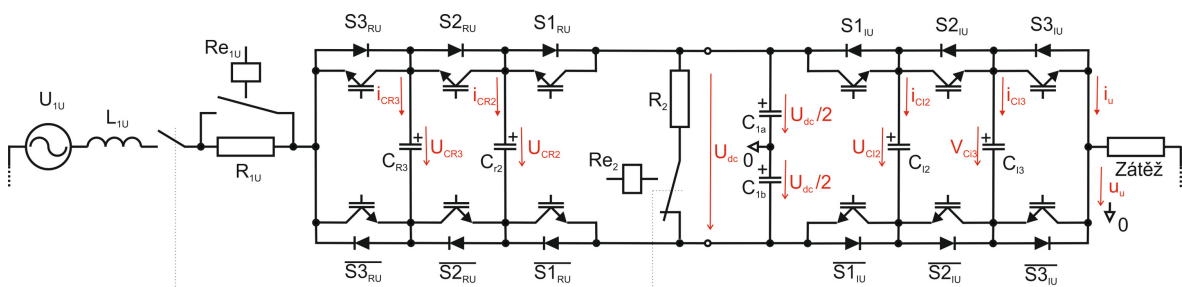 S3RU S2RU S1RU S1IU S2IU S3IU
Re1U
iCR3 iCR2 iCI2 iCI3 iu
U1U
L1U
R2
+ Udc/2
C1a
+ + UCR3 UCR2 Udc 0 UCI2 + VCI3 +
CR3 Cr2 CI2 CI3 Zátěž
R1U
Re2 + Udc/2
C1b uu
0
S3RU S2RU S1RU S1IU S2IU S3IU